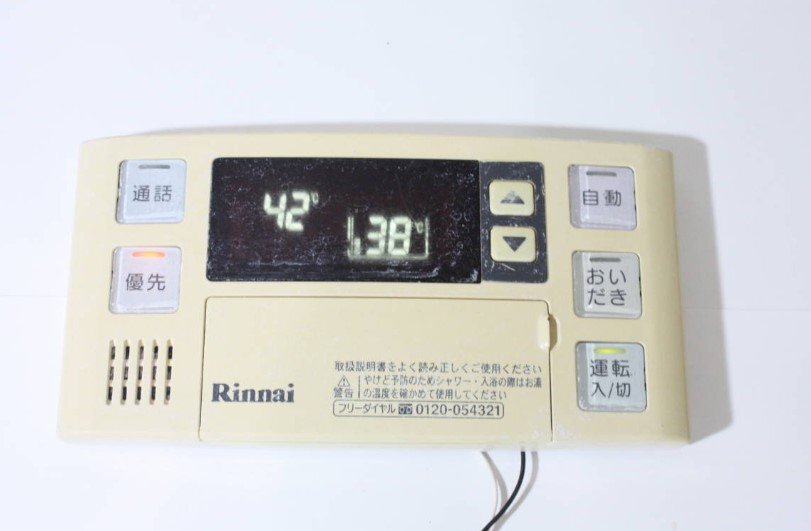 通話
42°
38℃
自動
優先
おい
だき
取扱説明書をよく読み正しくご使用ください
警告
やけど予防のためシャワー・入浴の際はお湯
の温度を確かめて使用してください
フリーダイヤル 0120-054321
Rinnai
運転
入/切